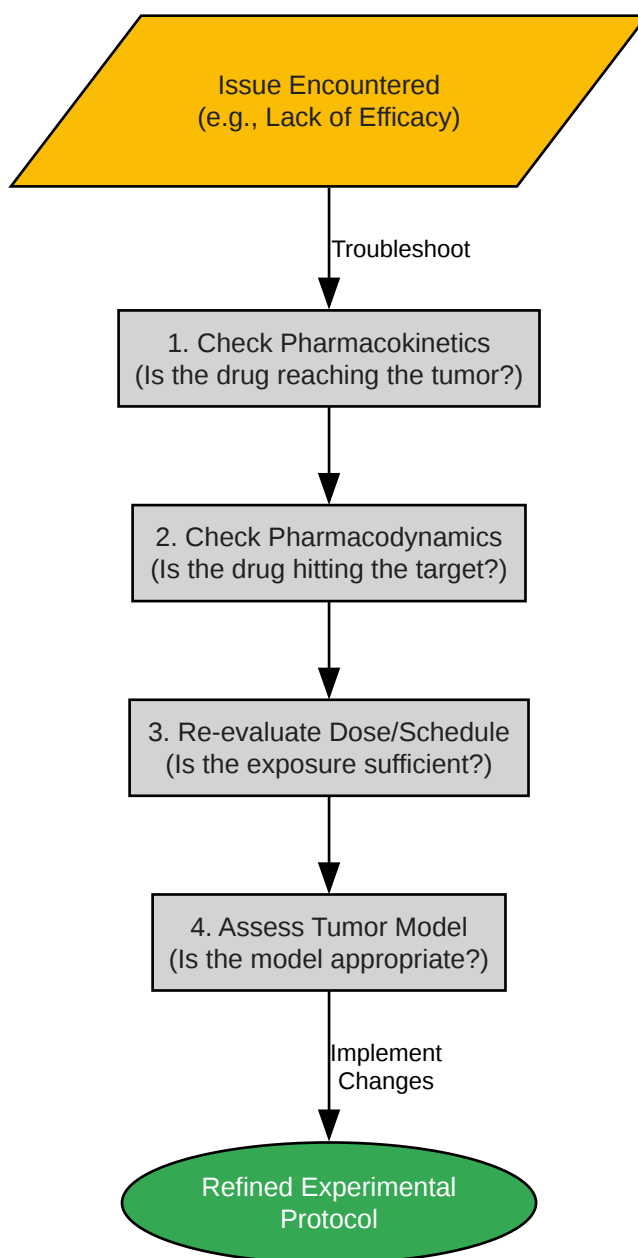 Issue Encountered
(e.g., Lack of Efficacy)
Troubleshoot
1. Check Pharmacokinetics
(Is the drug reaching the tumor?)
2. Check Pharmacodynamics
(Is the drug hitting the target?)
3. Re-evaluate Dose/Schedule
(Is the exposure sufficient?)
4. Assess Tumor Model
(Is the model appropriate?)
Implement
Changes
Refined Experimental
Protocol